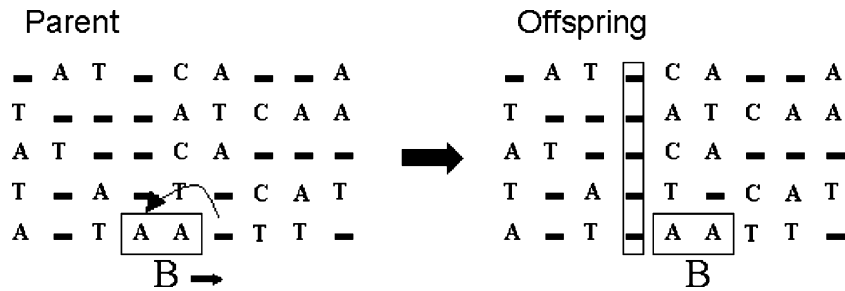 Parent Offspring
– A T – C A – – A – A T – C A – – A
T – – – A T C A A T – – – A T C A A
A T – – C A – – – A T – – C A – – –
T – A – T – C A T T – A – T – C A T
A – T A A – T T – A – T – A A T T –
B B